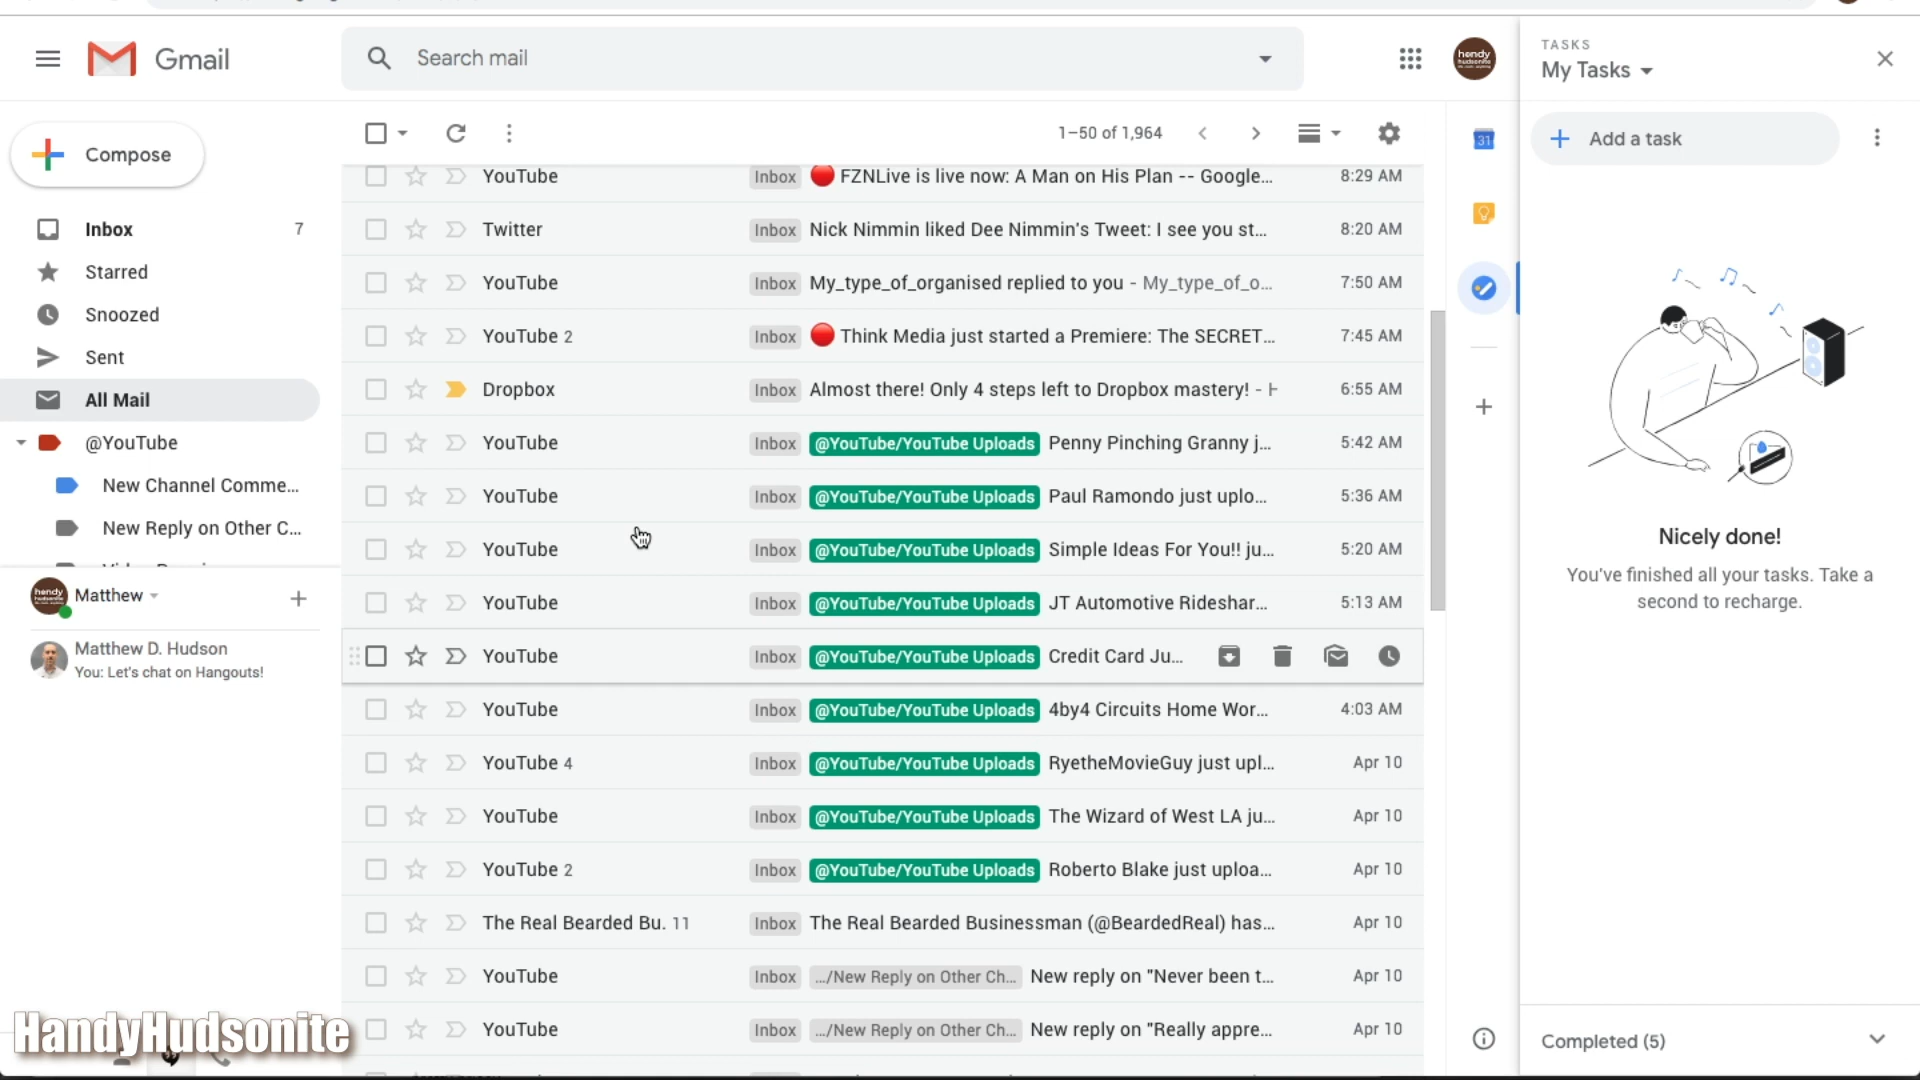 Gmail
Search mail
hendy
hudsonite
TASKS
My Tasks
Compose
1–50 of 1,964
31
Add a task
Inbox 7
Starred
Snoozed
Sent
All Mail
@YouTube
New Channel Comme...
New Reply on Other C...
Matthew
Matthew D. Hudson
You: Let's chat on Hangouts!
YouTube Inbox FZNLive is live now: A Man on His Plan -- Google... 8:29 AM
Twitter Inbox Nick Nimmin liked Dee Nimmin's Tweet: I see you st... 8:20 AM
YouTube Inbox My_type_of_organised replied to you - My_type_of_o... 7:50 AM
YouTube 2 Inbox Think Media just started a Premiere: The SECRET... 7:45 AM
Dropbox Inbox Almost there! Only 4 steps left to Dropbox mastery! - H 6:55 AM
YouTube Inbox @YouTube/YouTube Uploads Penny Pinching Granny j... 5:42 AM
YouTube Inbox @YouTube/YouTube Uploads Paul Ramondo just uplo... 5:36 AM
YouTube Inbox @YouTube/YouTube Uploads Simple Ideas For You!! ju... 5:20 AM
YouTube Inbox @YouTube/YouTube Uploads JT Automotive Rideshar... 5:13 AM
YouTube Inbox @YouTube/YouTube Uploads Credit Card Ju...
YouTube Inbox @YouTube/YouTube Uploads 4by4 Circuits Home Wor... 4:03 AM
YouTube 4 Inbox @YouTube/YouTube Uploads RyetheMovieGuy just upl... Apr 10
YouTube Inbox @YouTube/YouTube Uploads The Wizard of West LA ju... Apr 10
YouTube 2 Inbox @YouTube/YouTube Uploads Roberto Blake just uploa... Apr 10
The Real Bearded Bu. 11 Inbox The Real Bearded Businessman (@BeardedReal) has... Apr 10
YouTube Inbox .../New Reply on Other Ch... New reply on "Never been t... Apr 10
YouTube Inbox .../New Reply on Other Ch... New reply on "Really appre... Apr 10
Nicely done!
You've finished all your tasks. Take a
second to recharge.
Completed (5)
HandyHudsonite